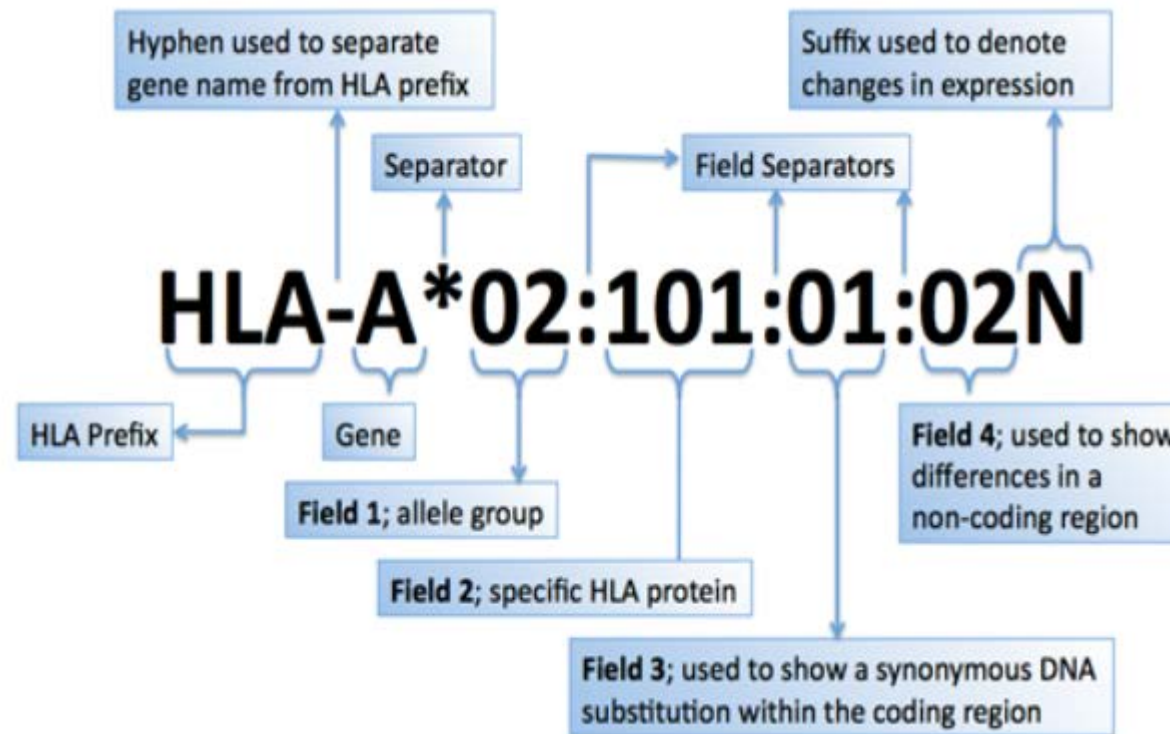 Hyphen used to separate
gene name from HLA prefix
Suffix used to denote
changes in expression
Separator
Field Separators
HLA-A*02:101:01:02N
HLA Prefix
Gene
Field 1; allele group
Field 2; specific HLA protein
Field 3; used to show a synonymous DNA
substitution within the coding region
Field 4; used to show
differences in a
non-coding region